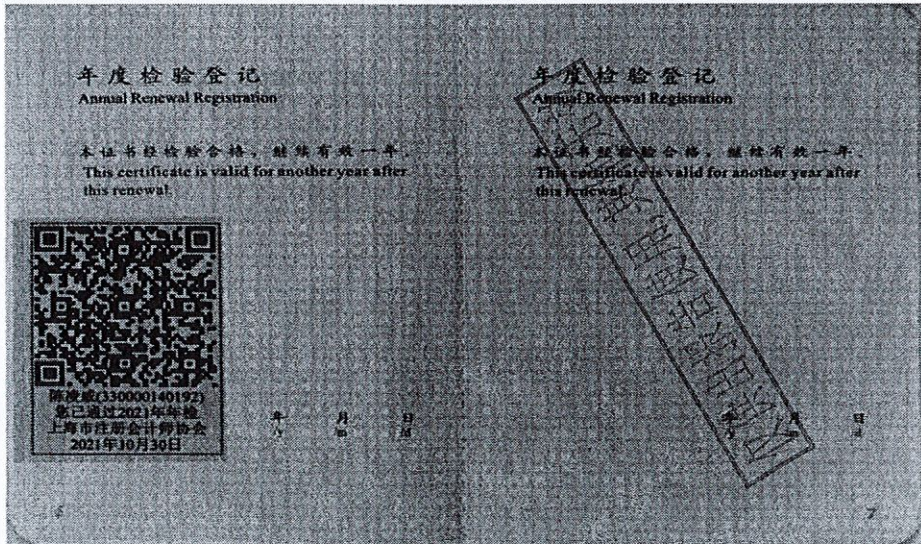 年度检验登记
Annual Renewal Registration
本证书经检验合格，继续有效一年.
This certificate is valid for another year after
this renewal.
陈凌威(330000140192)
您已通过2021年年检
上海市注册会计师协会
2021年10月30日
年 月 日
/y /m /d
6
年度检验登记
Annual Renewal Registration
本证书经检验合格，继续有效一年.
This certificate is valid for another year after
this renewal.
月 日
7